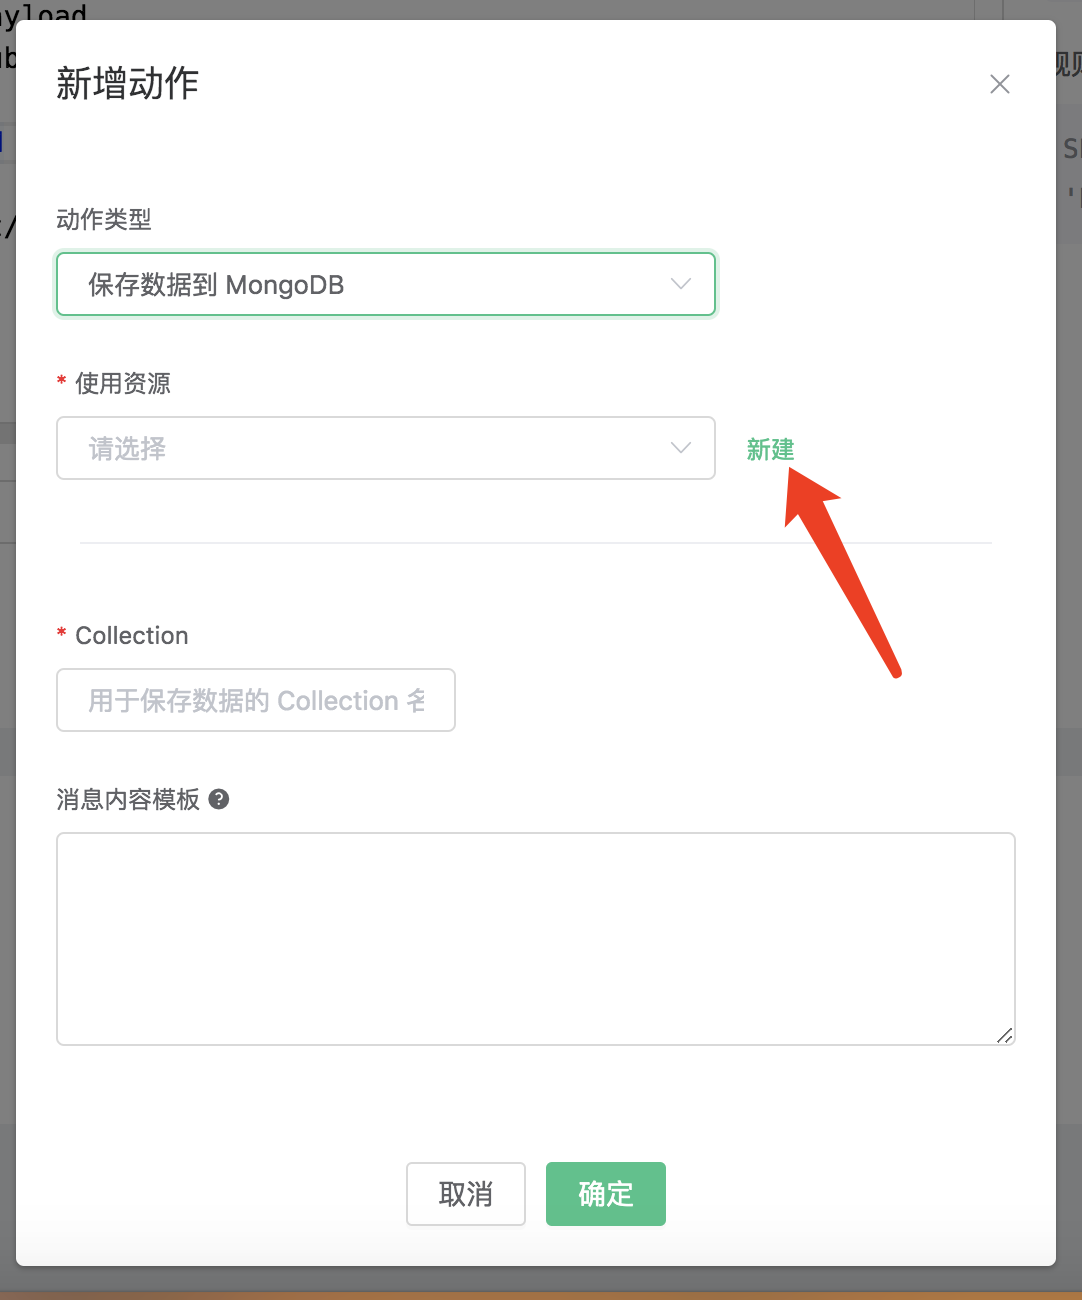 yload
新增动作
动作类型
保存数据到 MongoDB
* 使用资源
请选择
新建
* Collection
用于保存数据的 Collection 名
消息内容模板
取消 确定